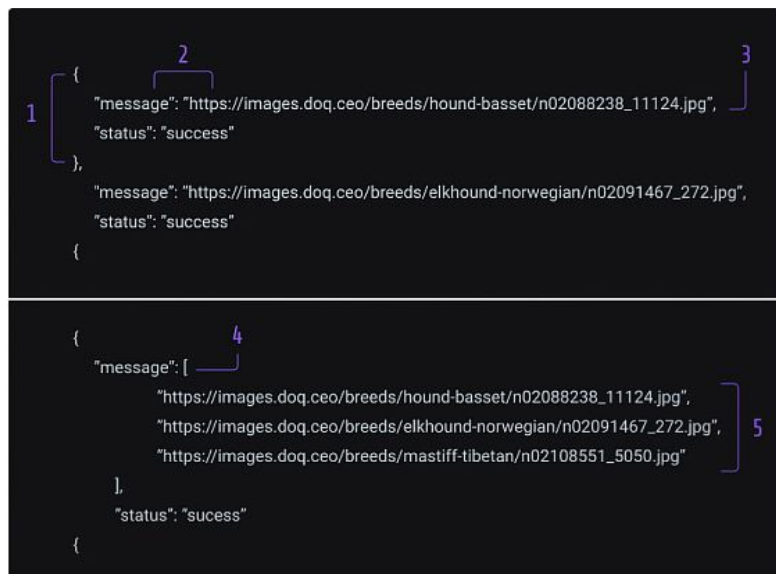 2
3
{
1
"message": "https://images.doq.ceo/breeds/hound-basset/n02088238_11124.jpg",
"status": "success"
},
"message": "https://images.doq.ceo/breeds/elkhound-norwegian/n02091467_272.jpg",
"status": "success"
{
4
{
"message": [
"https://images.doq.ceo/breeds/hound-basset/n02088238_11124.jpg",
"https://images.doq.ceo/breeds/elkhound-norwegian/n02091467_272.jpg",
5
"https://images.doq.ceo/breeds/mastiff-tibetan/n02108551_5050.jpg"
],
"status": "sucess"
{